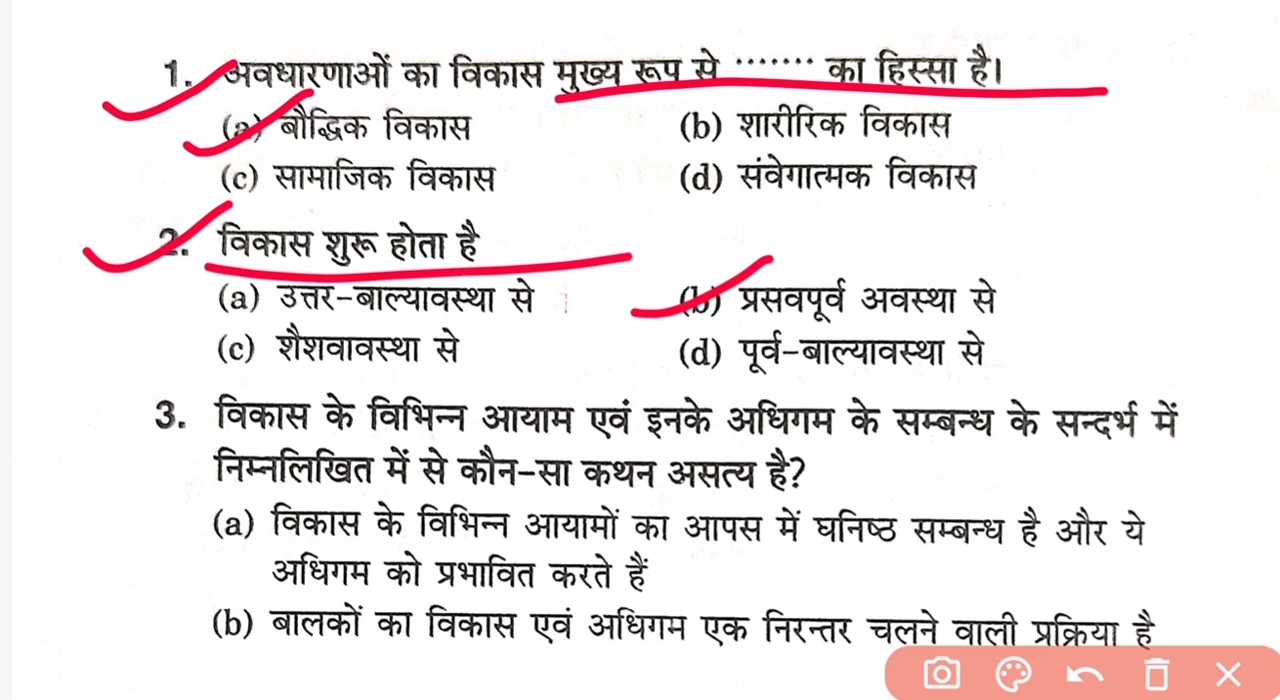 1. अवधारणाओं का विकास मुख्य रूप से ....... का हिस्सा है।
(a) बौद्धिक विकास (b) शारीरिक विकास
(c) सामाजिक विकास (d) संवेगात्मक विकास
2. विकास शुरू होता है
(a) उत्तर-बाल्यावस्था से (b) प्रसवपूर्व अवस्था से
(c) शैशवावस्था से (d) पूर्व-बाल्यावस्था से
3. विकास के विभिन्न आयाम एवं इनके अधिगम के सम्बन्ध के सन्दर्भ में
निम्नलिखित में से कौन-सा कथन असत्य है?
(a) विकास के विभिन्न आयामों का आपस में घनिष्ठ सम्बन्ध है और ये
अधिगम को प्रभावित करते हैं
(b) बालकों का विकास एवं अधिगम एक निरन्तर चलने वाली प्रक्रिया है